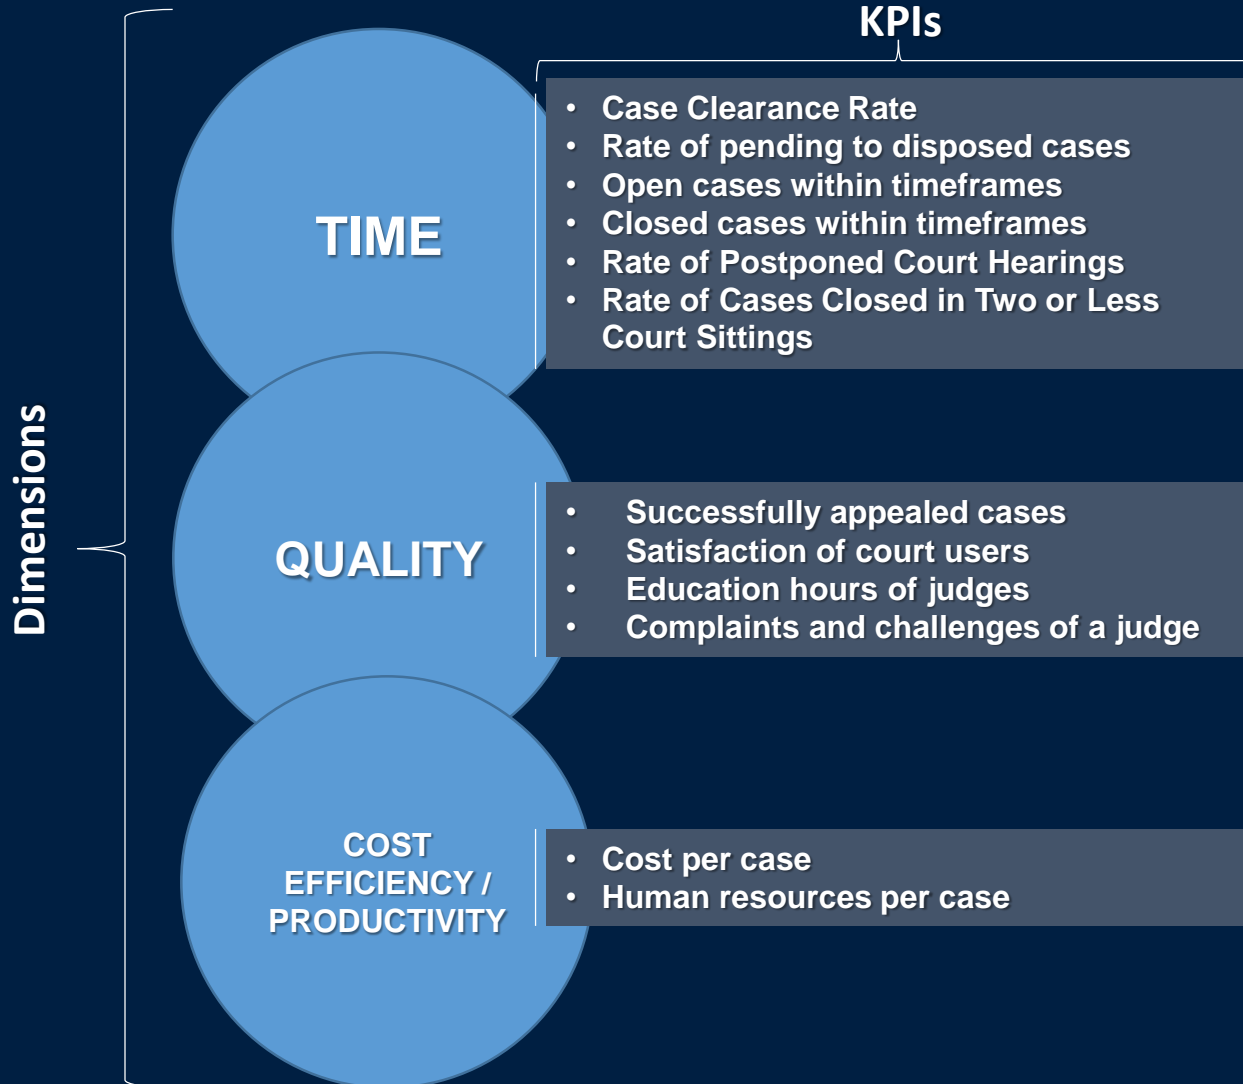 KPIs
Dimensions
TIME
• Case Clearance Rate
• Rate of pending to disposed cases
• Open cases within timeframes
• Closed cases within timeframes
• Rate of Postponed Court Hearings
• Rate of Cases Closed in Two or Less
Court Sittings
QUALITY
• Successfully appealed cases
• Satisfaction of court users
• Education hours of judges
• Complaints and challenges of a judge
COST
EFFICIENCY /
PRODUCTIVITY
• Cost per case
• Human resources per case